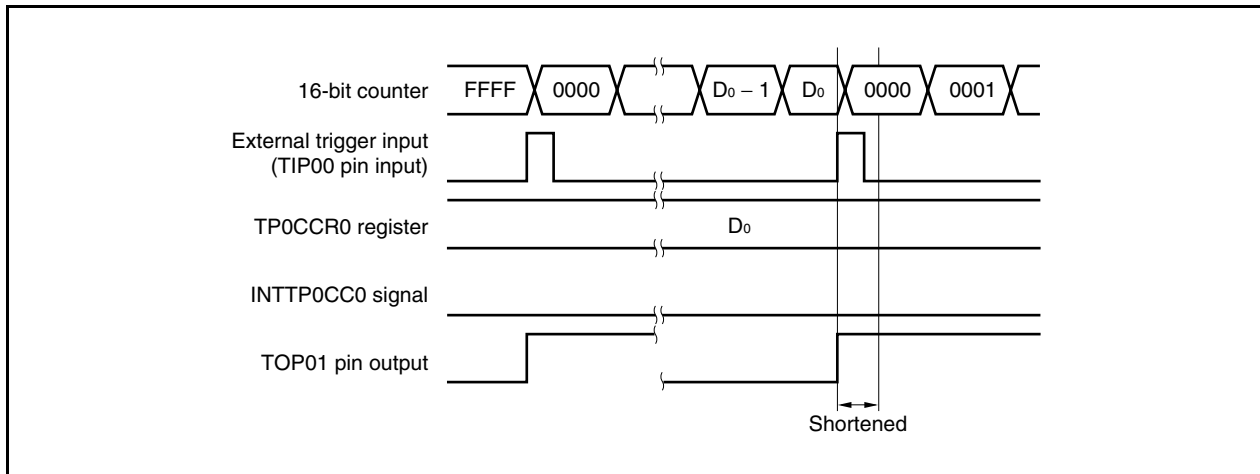 16-bit counter FFFF 0000 D0 – 1 D0 0000 0001
External trigger input
(TIP00 pin input)
TP0CCR0 register D0
INTTP0CC0 signal
TOP01 pin output
Shortened